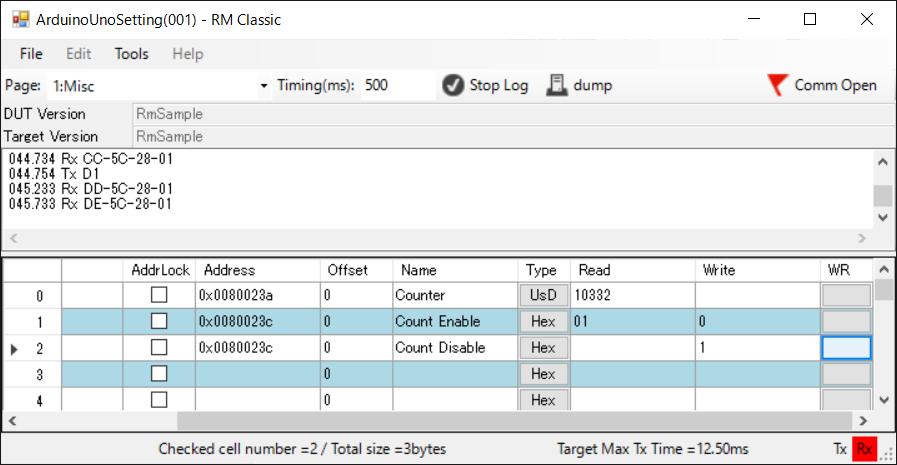 ArduinoUnoSetting(001) - RM Classic
File Edit Tools Help
Page: 1:Misc Timing(ms): 500 Stop Log dump Comm Open
DUT Version RmSample
Target Version RmSample
044.734 Rx CC-5C-28-01
044.754 Tx D1
045.233 Rx DD-5C-28-01
045.733 Rx DE-5C-28-01
AddrLock Address Offset Name Type Read Write WR
0 0x0080023a 0 Counter UsD 10332
1 0x0080023c 0 Count Enable Hex 01 0
2 0x0080023c 0 Count Disable Hex 1
3 0 Hex
4 0 Hex
Checked cell number =2 / Total size =3bytes Target Max Tx Time =12.50ms Tx Rx